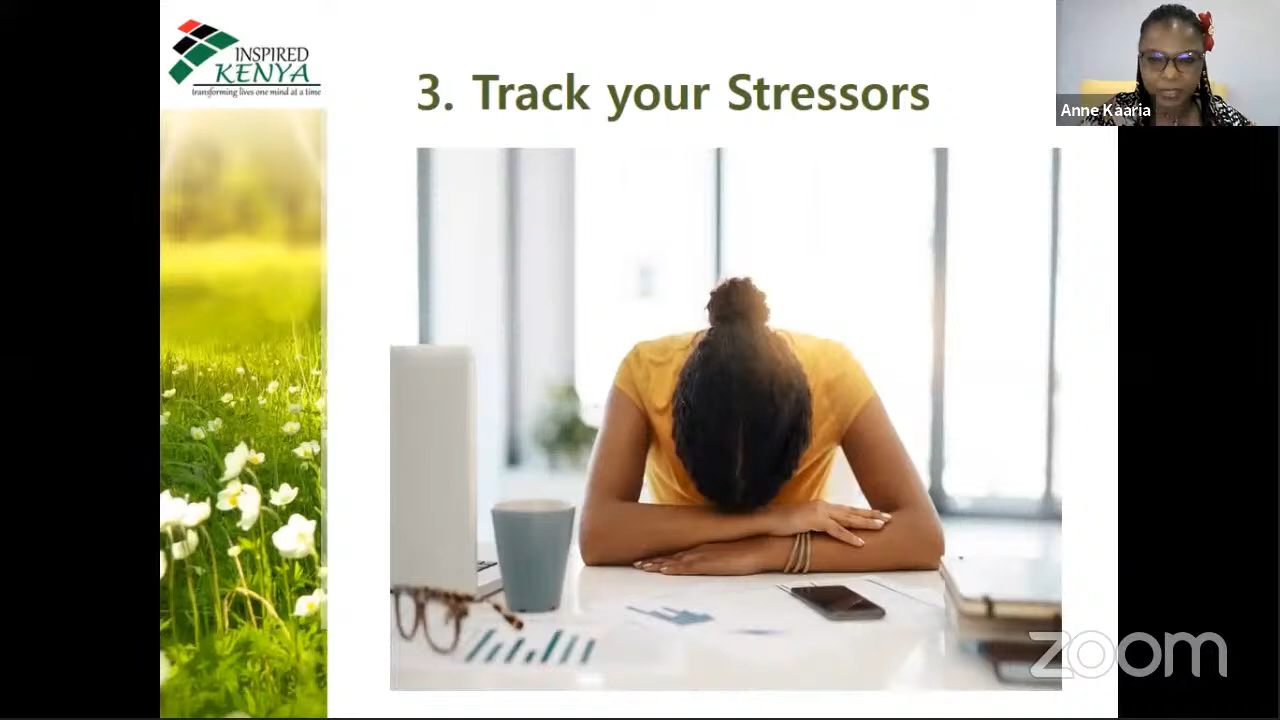 INSPIRED
KENYA
transforming lives one mind at a time
3. Track your Stressors
Anne Kaaria
zoom